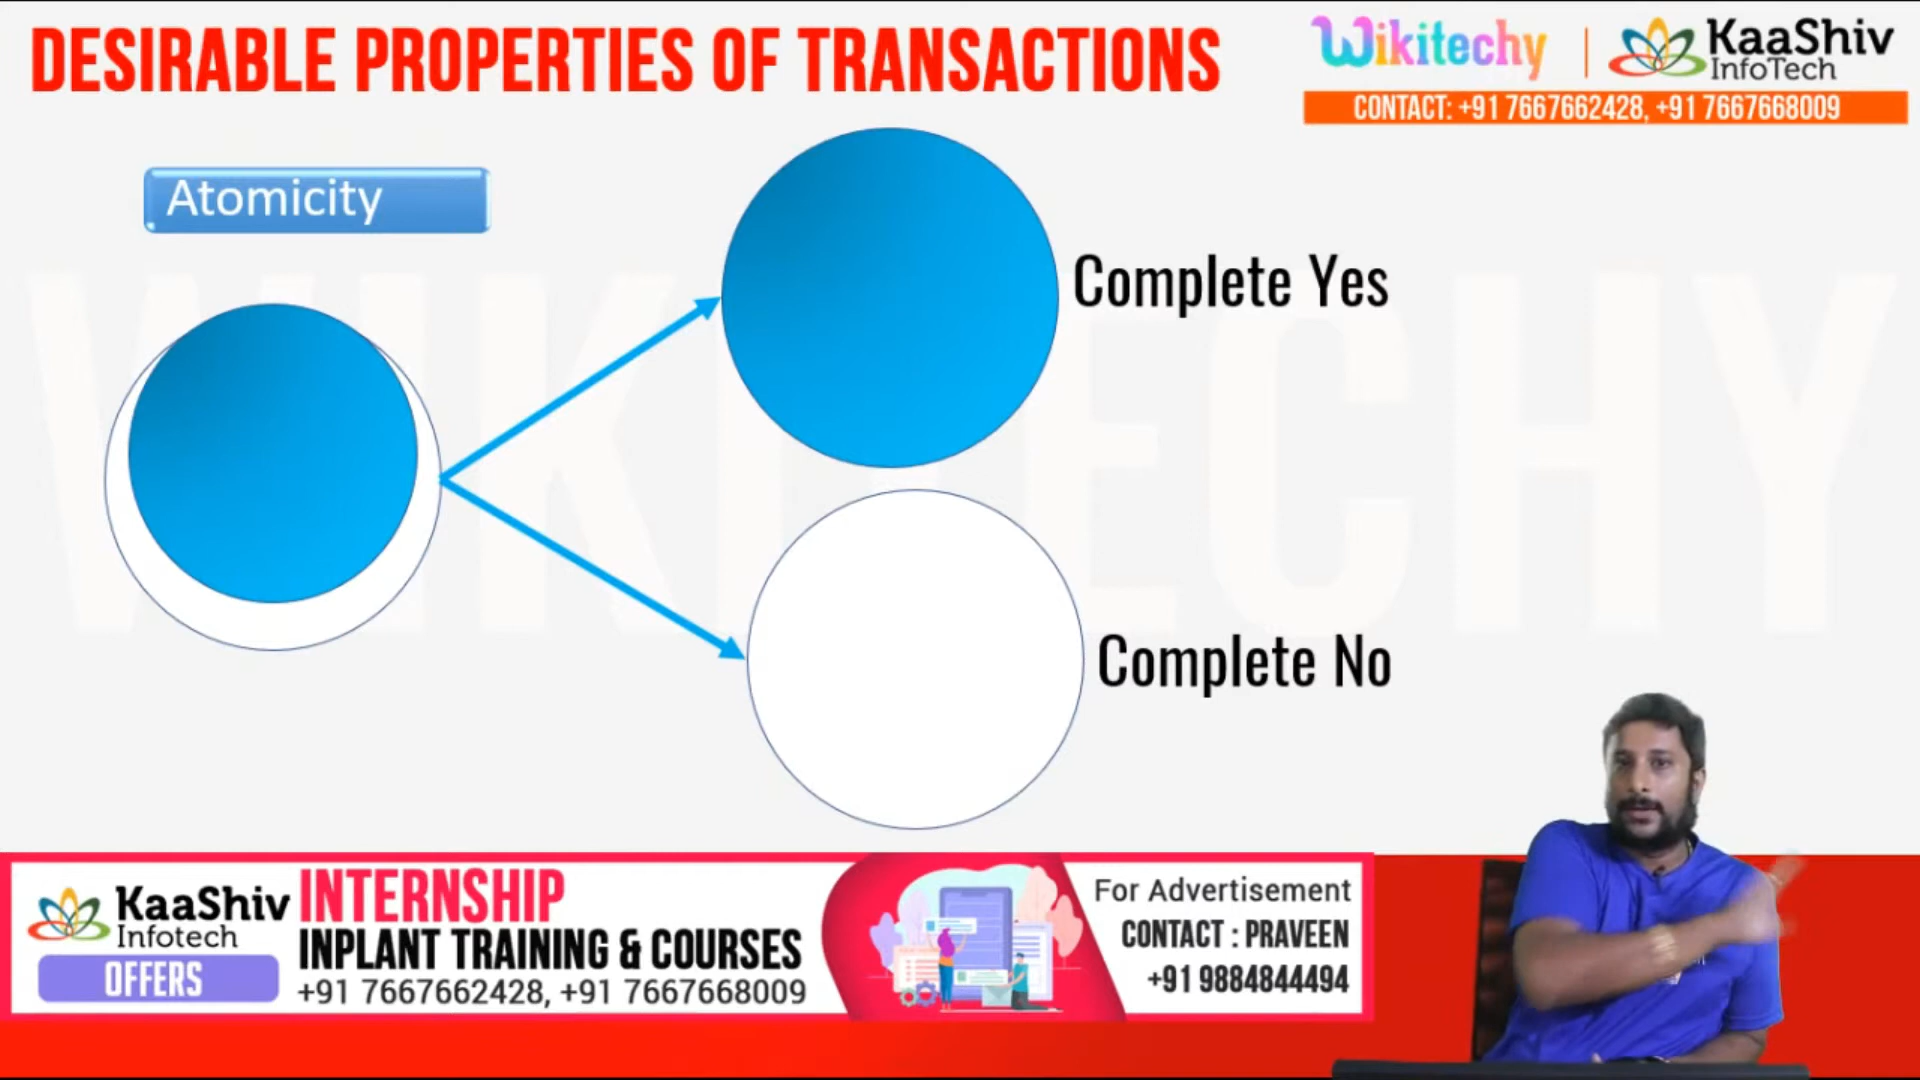 DESIRABLE PROPERTIES OF TRANSACTIONS
Wikitechy
KaaShiv
InfoTech
CONTACT: +91 7667662428, +91 7667668009
Atomicity
Complete Yes
WIKITECHY
Complete No
KaaShiv
Infotech
OFFERS
INTERNSHIP
INPLANT TRAINING & COURSES
+91 7667662428, +91 7667668009
For Advertisement
CONTACT : PRAVEEN
+91 9884844494